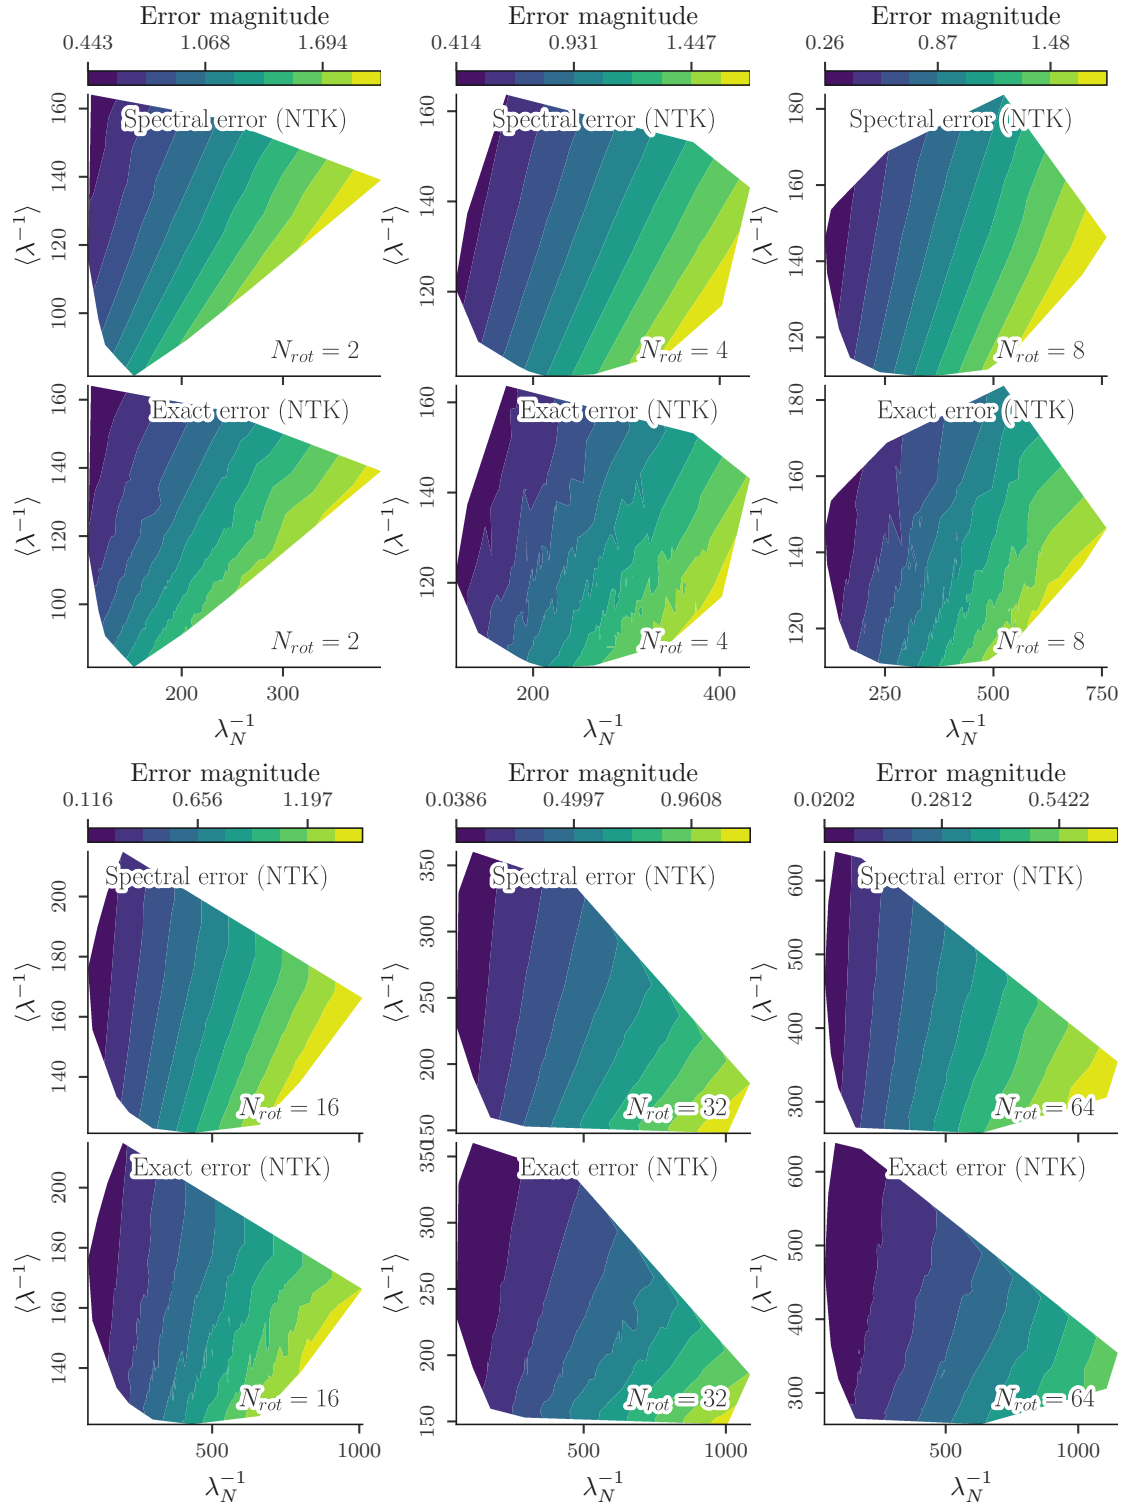 Error magnitude Error magnitude Error magnitude
0.443 1.068 1.694 0.414 0.931 1.447 0.26 0.87 1.48
Spectral error (NTK) Spectral error (NTK) Spectral error (NTK)
160 140 120 100 160 140 120 180 160 140 120
⟨λ⁻¹⟩ ⟨λ⁻¹⟩ ⟨λ⁻¹⟩
N_rot = 2 N_rot = 4 N_rot = 8
Exact error (NTK) Exact error (NTK) Exact error (NTK)
160 140 120 100 160 140 120 180 160 140 120
⟨λ⁻¹⟩ ⟨λ⁻¹⟩ ⟨λ⁻¹⟩
N_rot = 2 N_rot = 4 N_rot = 8
200 300 200 400 250 500 750
λ_N⁻¹ λ_N⁻¹ λ_N⁻¹
Error magnitude Error magnitude Error magnitude
0.116 0.656 1.197 0.0386 0.4997 0.9608 0.0202 0.2812 0.5422
Spectral error (NTK) Spectral error (NTK) Spectral error (NTK)
200 180 160 140 350 300 250 200 150 600 500 400 300
⟨λ⁻¹⟩ ⟨λ⁻¹⟩ ⟨λ⁻¹⟩
N_rot = 16 N_rot = 32 N_rot = 64
Exact error (NTK) Exact error (NTK) Exact error (NTK)
200 180 160 140 350 300 250 200 150 600 500 400 300
⟨λ⁻¹⟩ ⟨λ⁻¹⟩ ⟨λ⁻¹⟩
N_rot = 16 N_rot = 32 N_rot = 64
500 1000 500 1000 500 1000
λ_N⁻¹ λ_N⁻¹ λ_N⁻¹